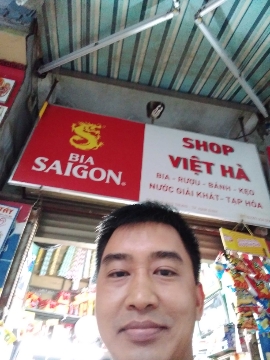 BIA
SAIGON
SHOP
VIỆT HÀ
BIA - RƯỢU - BÁNH - KẸO
NƯỚC GIẢI KHÁT - TẠP HÓA